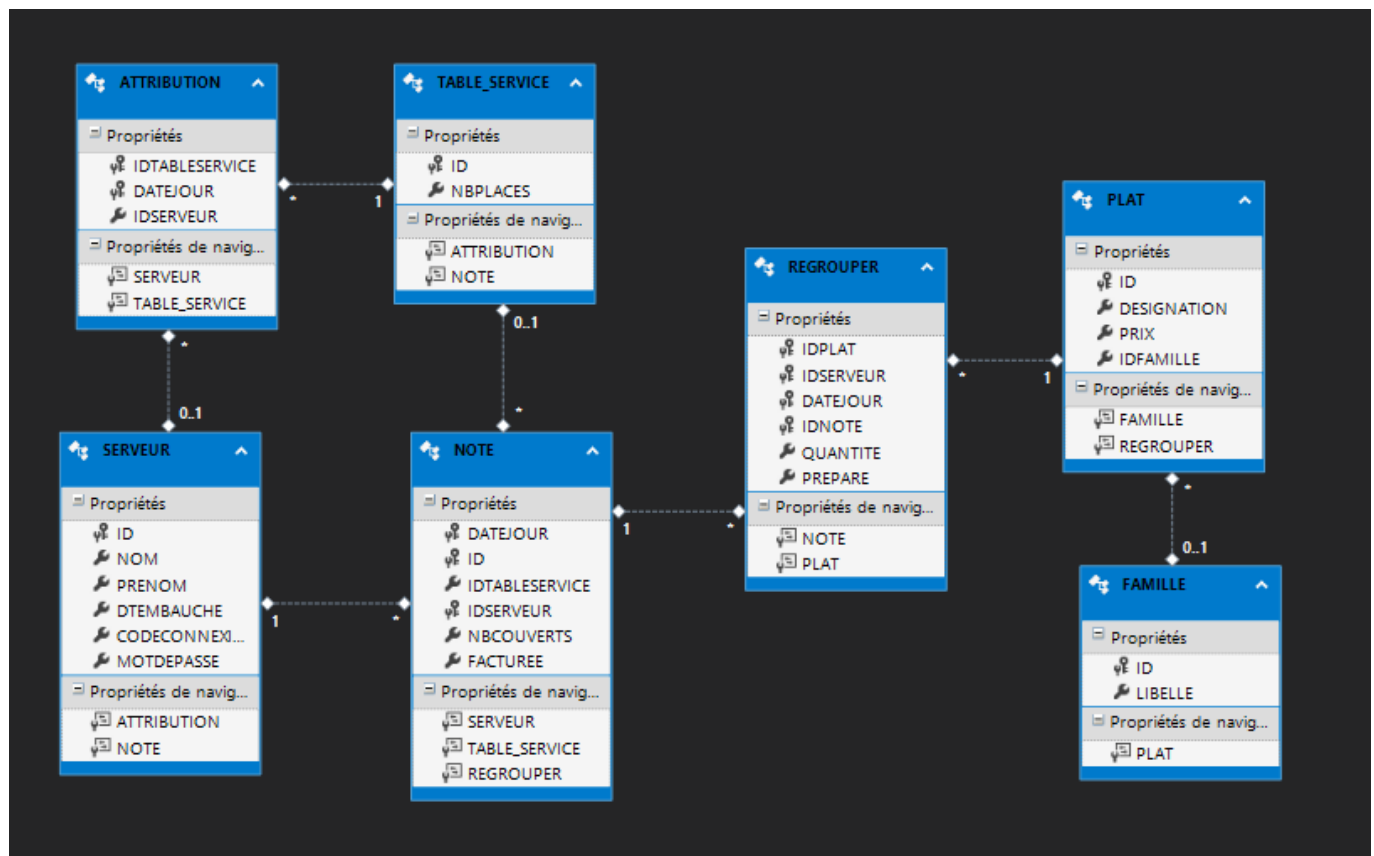 ATTRIBUTION
Propriétés
IDTABLESERVICE
DATEJOUR
IDSERVEUR
Propriétés de navig...
SERVEUR
TABLE_SERVICE
*
1
TABLE_SERVICE
Propriétés
ID
NBPLACES
Propriétés de navig...
ATTRIBUTION
NOTE
0..1
*
*
0..1
SERVEUR
Propriétés
ID
NOM
PRENOM
DTEMBAUCHE
CODECONNEXI...
MOTDEPASSE
Propriétés de navig...
ATTRIBUTION
NOTE
1
*
NOTE
Propriétés
DATEJOUR
ID
IDTABLESERVICE
IDSERVEUR
NBCOUVERTS
FACTUREE
Propriétés de navig...
SERVEUR
TABLE_SERVICE
REGROUPER
1
*
REGROUPER
Propriétés
IDPLAT
IDSERVEUR
DATEJOUR
IDNOTE
QUANTITE
PREPARE
Propriétés de navig...
NOTE
PLAT
*
1
PLAT
Propriétés
ID
DESIGNATION
PRIX
IDFAMILLE
Propriétés de navig...
FAMILLE
REGROUPER
*
0..1
FAMILLE
Propriétés
ID
LIBELLE
Propriétés de navig...
PLAT